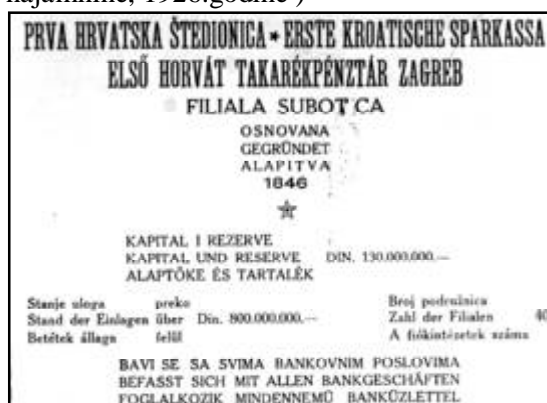 PRVA HRVATSKA ŠTEDIONICA * ERSTE KROATISCHE SPARKASSA
ELSŐ HORVÁT TAKARÉKPÉNZTÁR ZAGREB
FILIALA SUBOTICA
OSNOVANA
GEGRÜNDET
ALAPITVA
1846
KAPITAL I REZERVE
KAPITAL UND RESERVE DIN. 130.000.000.—
ALAPTŐKE ÉS TARTALÉK
Stanje uloga preko Broj podružnica
Stand der Einlagen über Din. 800.000.000.— Zahl der Filialen 40
Betétek állaga felül A fiókintézetek száma
BAVI SE SA SVIMA BANKOVNIM POSLOVIMA
BEFASST SICH MIT ALLEN BANKGESCHÄFTEN
FOGLALKOZIK MINDENNEMŰ BANKÜZLETTEL